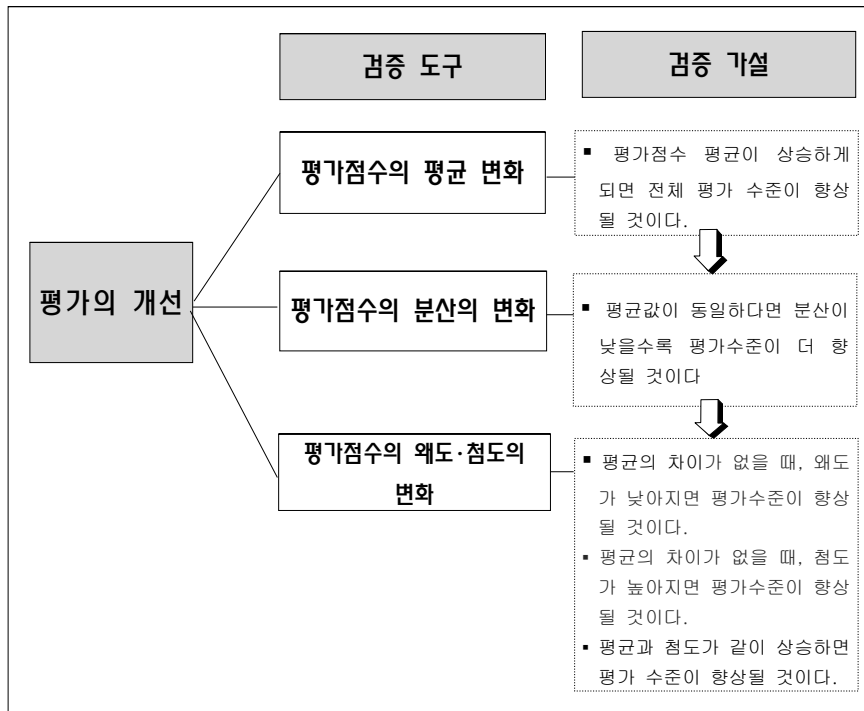 검증 도구
검증 가설
평가의 개선
평가점수의 평균 변화
▪ 평가점수 평균이 상승하게
되면 전체 평가 수준이 향상
될 것이다.
평가점수의 분산의 변화
▪ 평균값이 동일하다면 분산이
낮을수록 평가수준이 더 향
상될 것이다
평가점수의 왜도·첨도의
변화
▪ 평균의 차이가 없을 때, 왜도
가 낮아지면 평가수준이 향상
될 것이다.
▪ 평균의 차이가 없을 때, 첨도
가 높아지면 평가수준이 향상
될 것이다.
▪ 평균과 첨도가 같이 상승하면
평가 수준이 향상될 것이다.